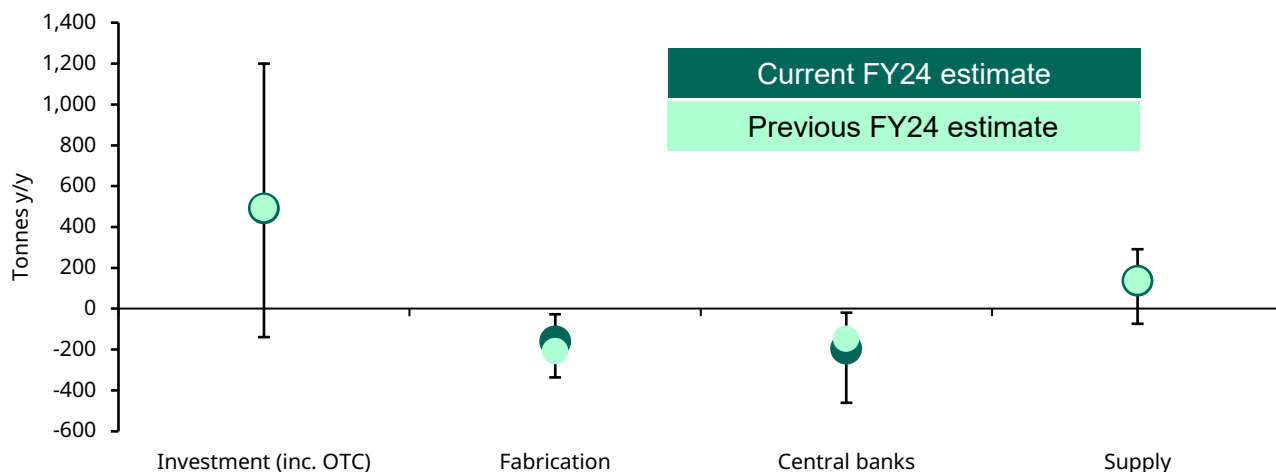 1,400
1,200
1,000
800
600
400
200
0
-200
-400
-600
Tonnes y/y
Current FY24 estimate
Previous FY24 estimate
Investment (inc. OTC)
Fabrication
Central banks
Supply